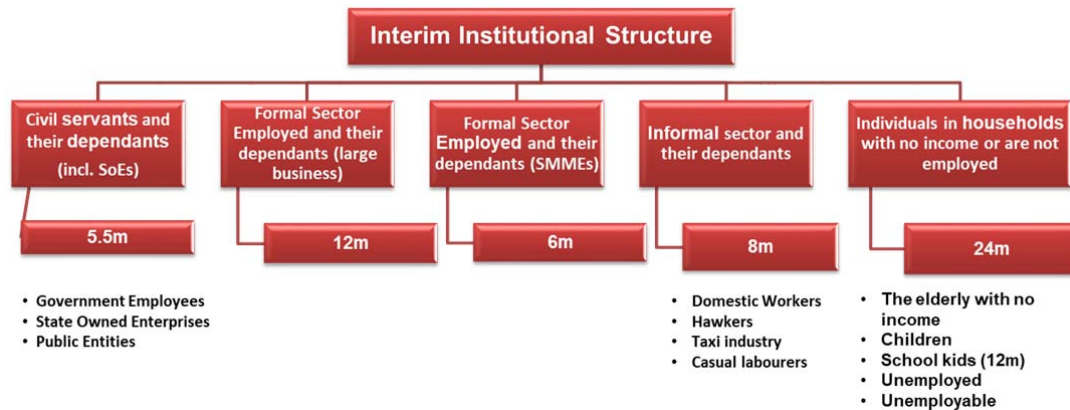 Interim Institutional Structure
Civil servants and
their dependants
(incl. SoEs)
5.5m
• Government Employees
• State Owned Enterprises
• Public Entities
Formal Sector
Employed and their
dependants (large
business)
12m
Formal Sector
Employed and their
dependants (SMMEs)
6m
Informal sector and
their dependants
8m
• Domestic Workers
• Hawkers
• Taxi industry
• Casual labourers
Individuals in households
with no income or are not
employed
24m
• The elderly with no
income
• Children
• School kids (12m)
• Unemployed
• Unemployable